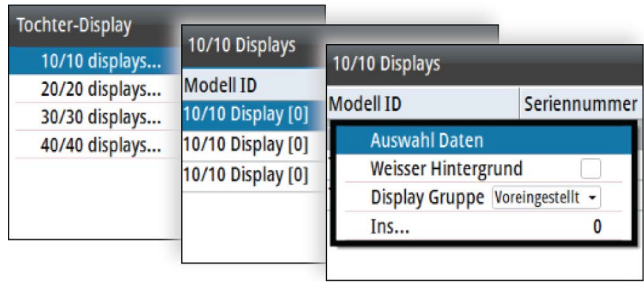 Tochter-Display
10/10 displays...
20/20 displays...
30/30 displays...
40/40 displays...
10/10 Displays
Modell ID
10/10 Display [0]
10/10 Display [0]
10/10 Display [0]
10/10 Displays
Modell ID Seriennummer
Auswahl Daten
Weisser Hintergrund
Display Gruppe Voreingestellt
Ins... 0